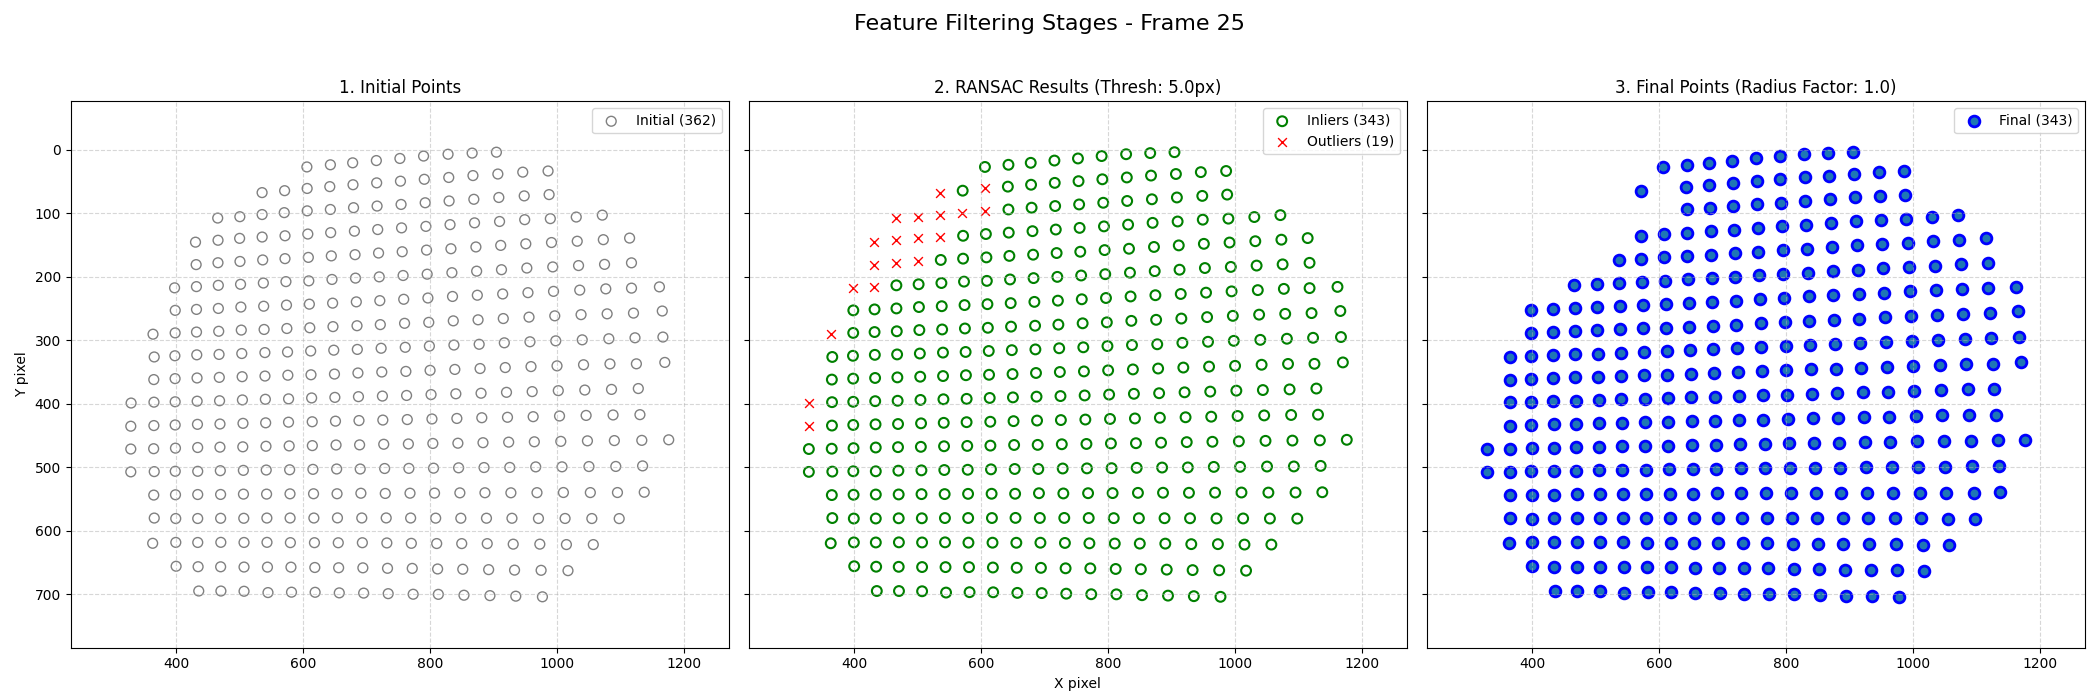 Feature Filtering Stages - Frame 25
1. Initial Points
Initial (362)
0
100
200
300
400
500
600
700
Y pixel
400
600
800
1000
1200
2. RANSAC Results (Thresh: 5.0px)
Inliers (343)
Outliers (19)
400
600
800
1000
1200
X pixel
3. Final Points (Radius Factor: 1.0)
Final (343)
400
600
800
1000
1200